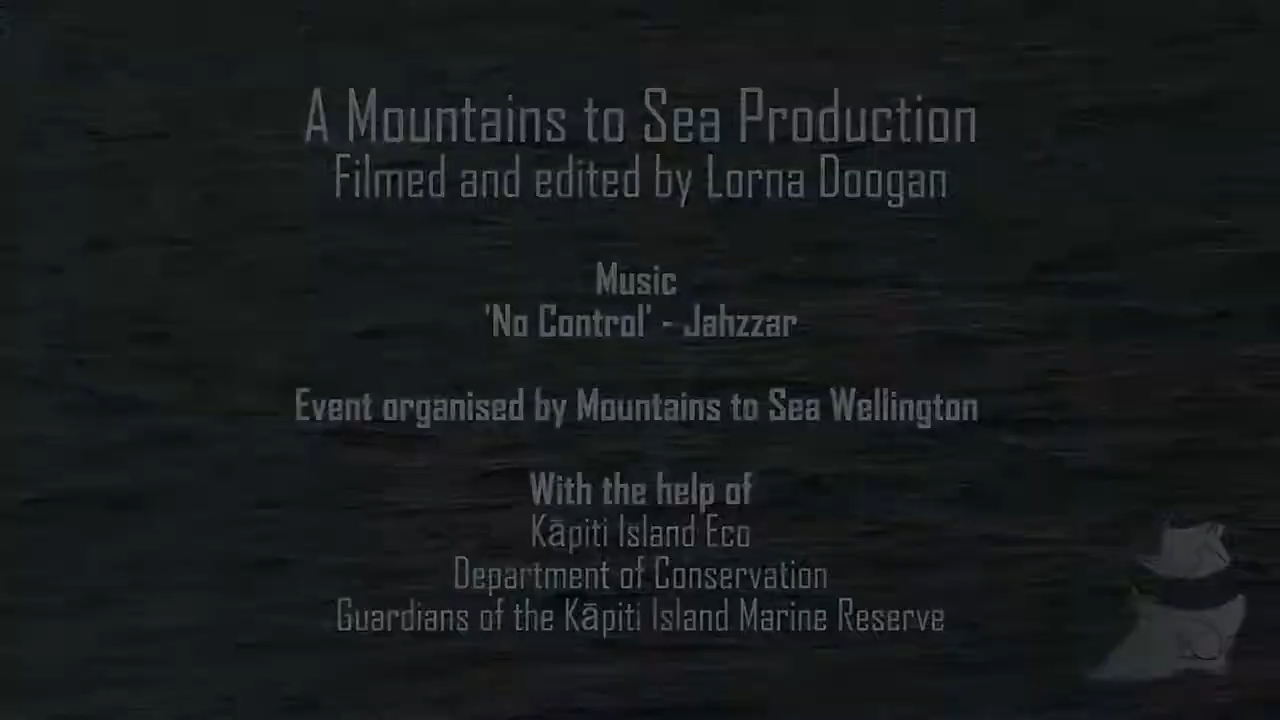 A Mountains to Sea Production
Filmed and edited by Lorna Doogan
Music
'No Control' - Jahzzar
Event organised by Mountains to Sea Wellington
With the help of
Kāpiti Island Eco
Department of Conservation
Guardians of the Kāpiti Island Marine Reserve